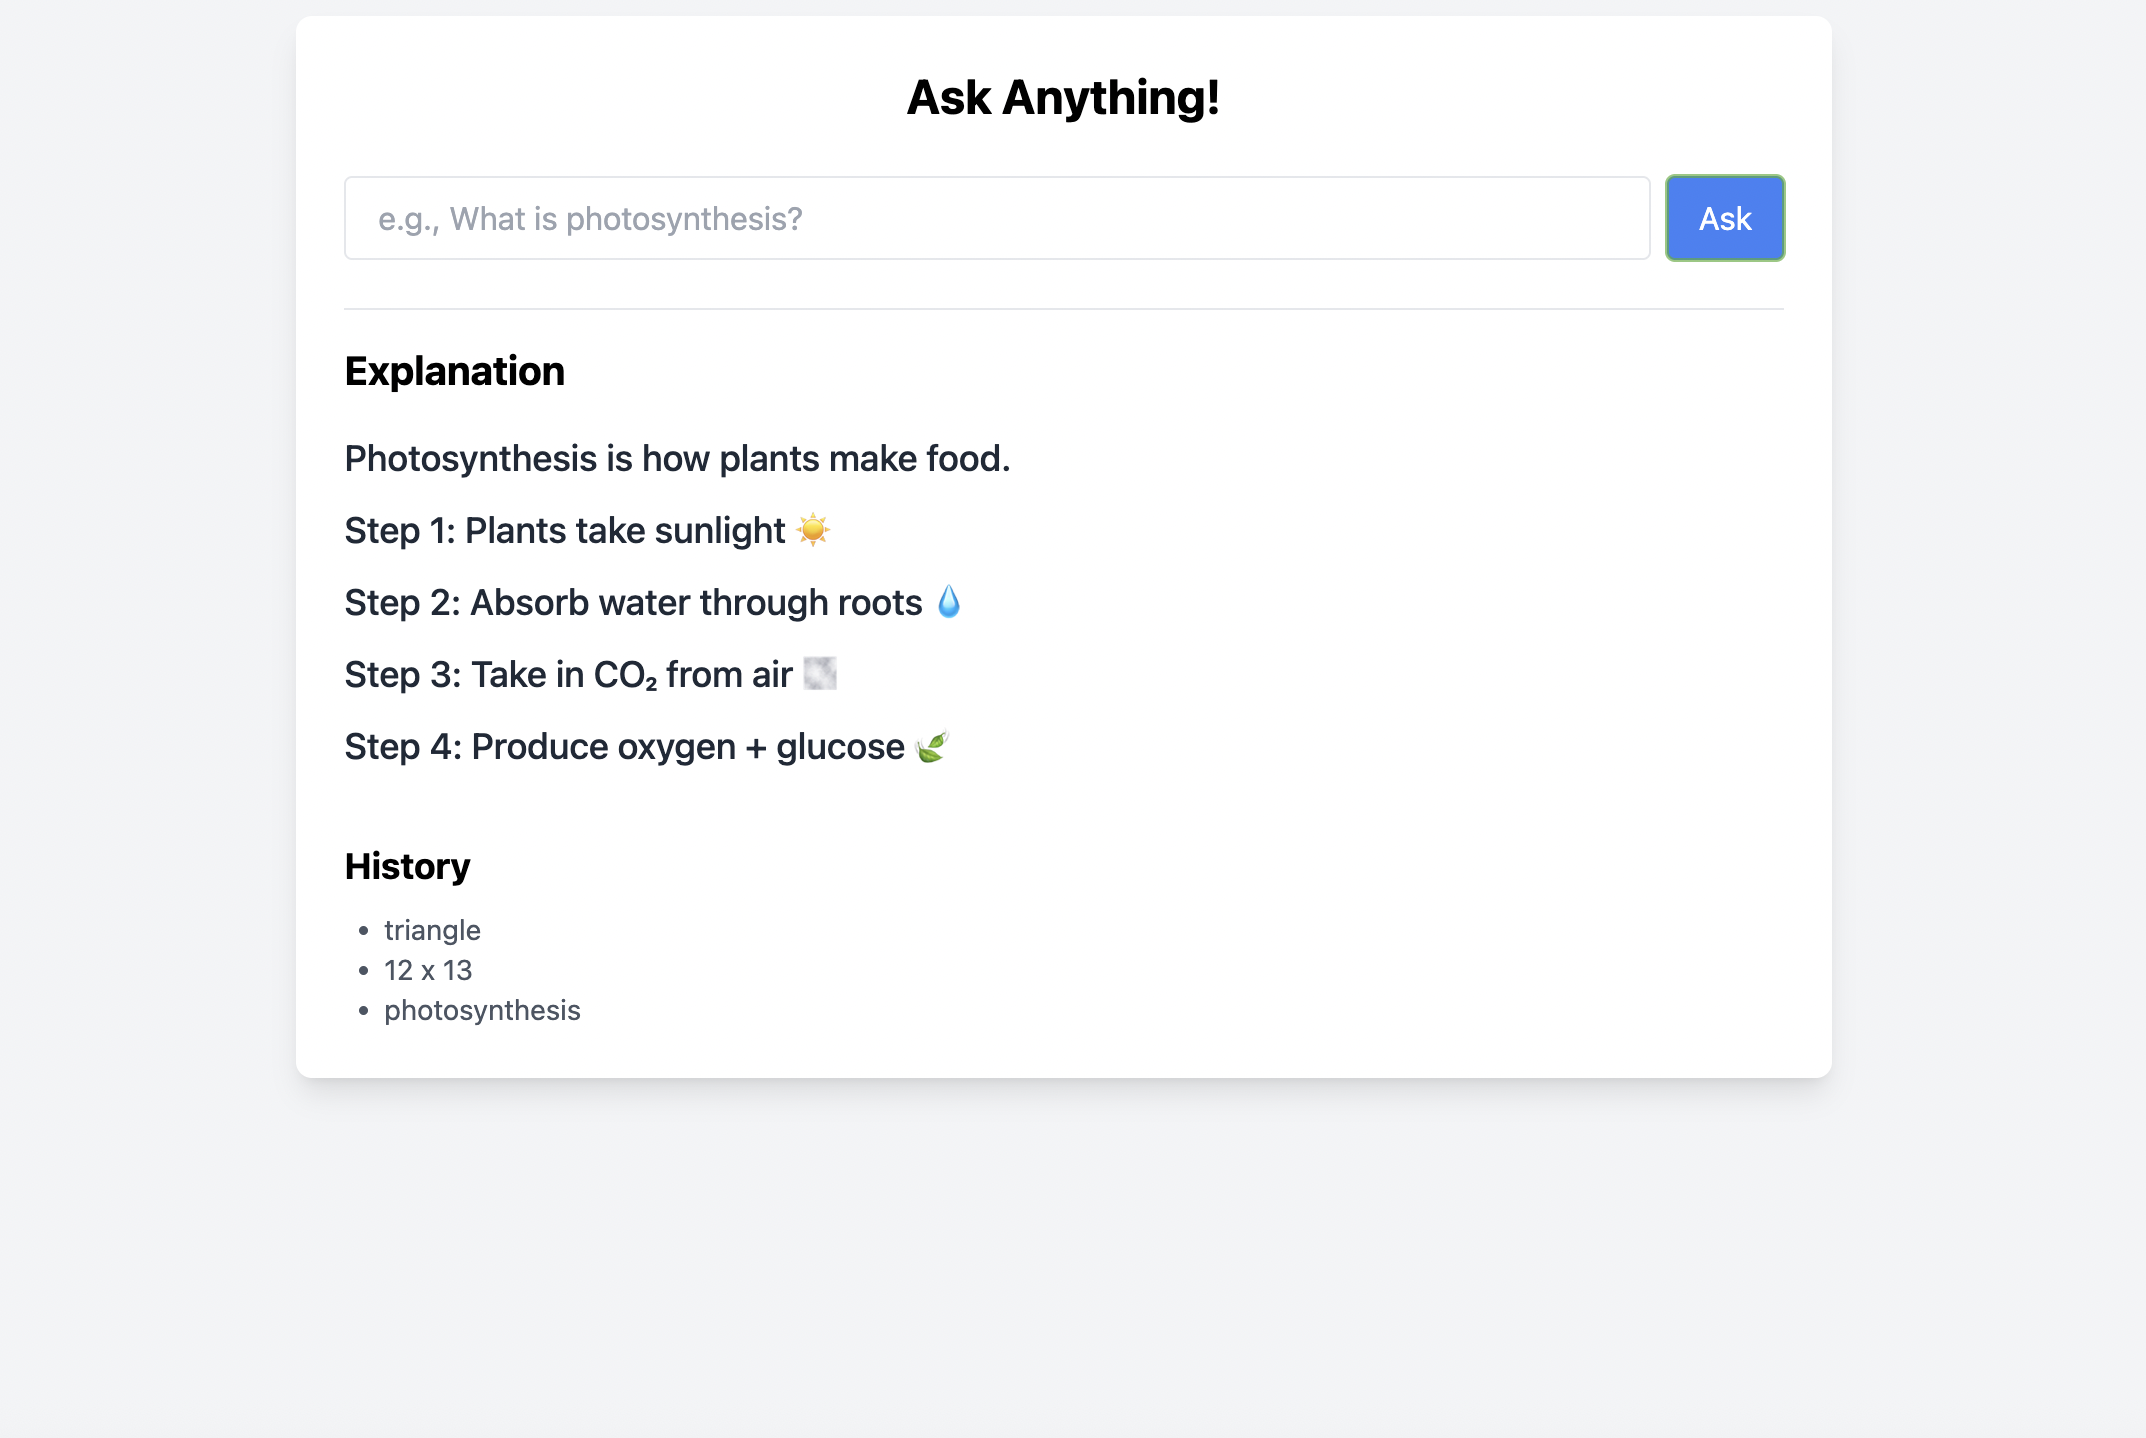 Ask Anything!
e.g., What is photosynthesis?
Ask
Explanation
Photosynthesis is how plants make food.
Step 1: Plants take sunlight ☀️
Step 2: Absorb water through roots 💧
Step 3: Take in CO₂ from air 🌫️
Step 4: Produce oxygen + glucose 🌿
History
• triangle
• 12 x 13
• photosynthesis